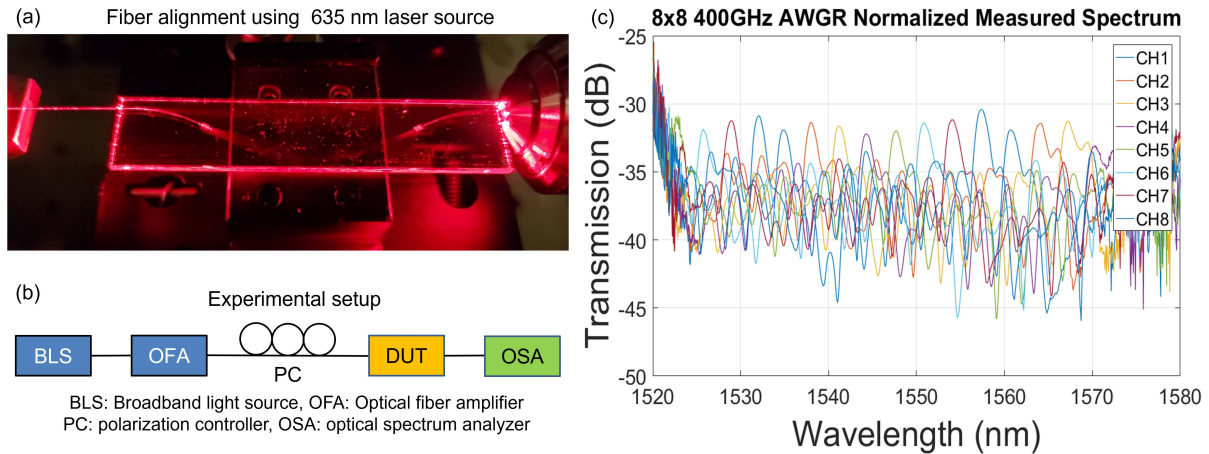 (a)
Fiber alignment using 635 nm laser source
(b)
Experimental setup
BLS
OFA
PC
DUT
OSA
BLS: Broadband light source, OFA: Optical fiber amplifier
PC: polarization controller, OSA: optical spectrum analyzer
(c)
8x8 400GHz AWGR Normalized Measured Spectrum
Transmission (dB)
-25
-30
-35
-40
-45
-50
CH1
CH2
CH3
CH4
CH5
CH6
CH7
CH8
1520 1530 1540 1550 1560 1570 1580
Wavelength (nm)